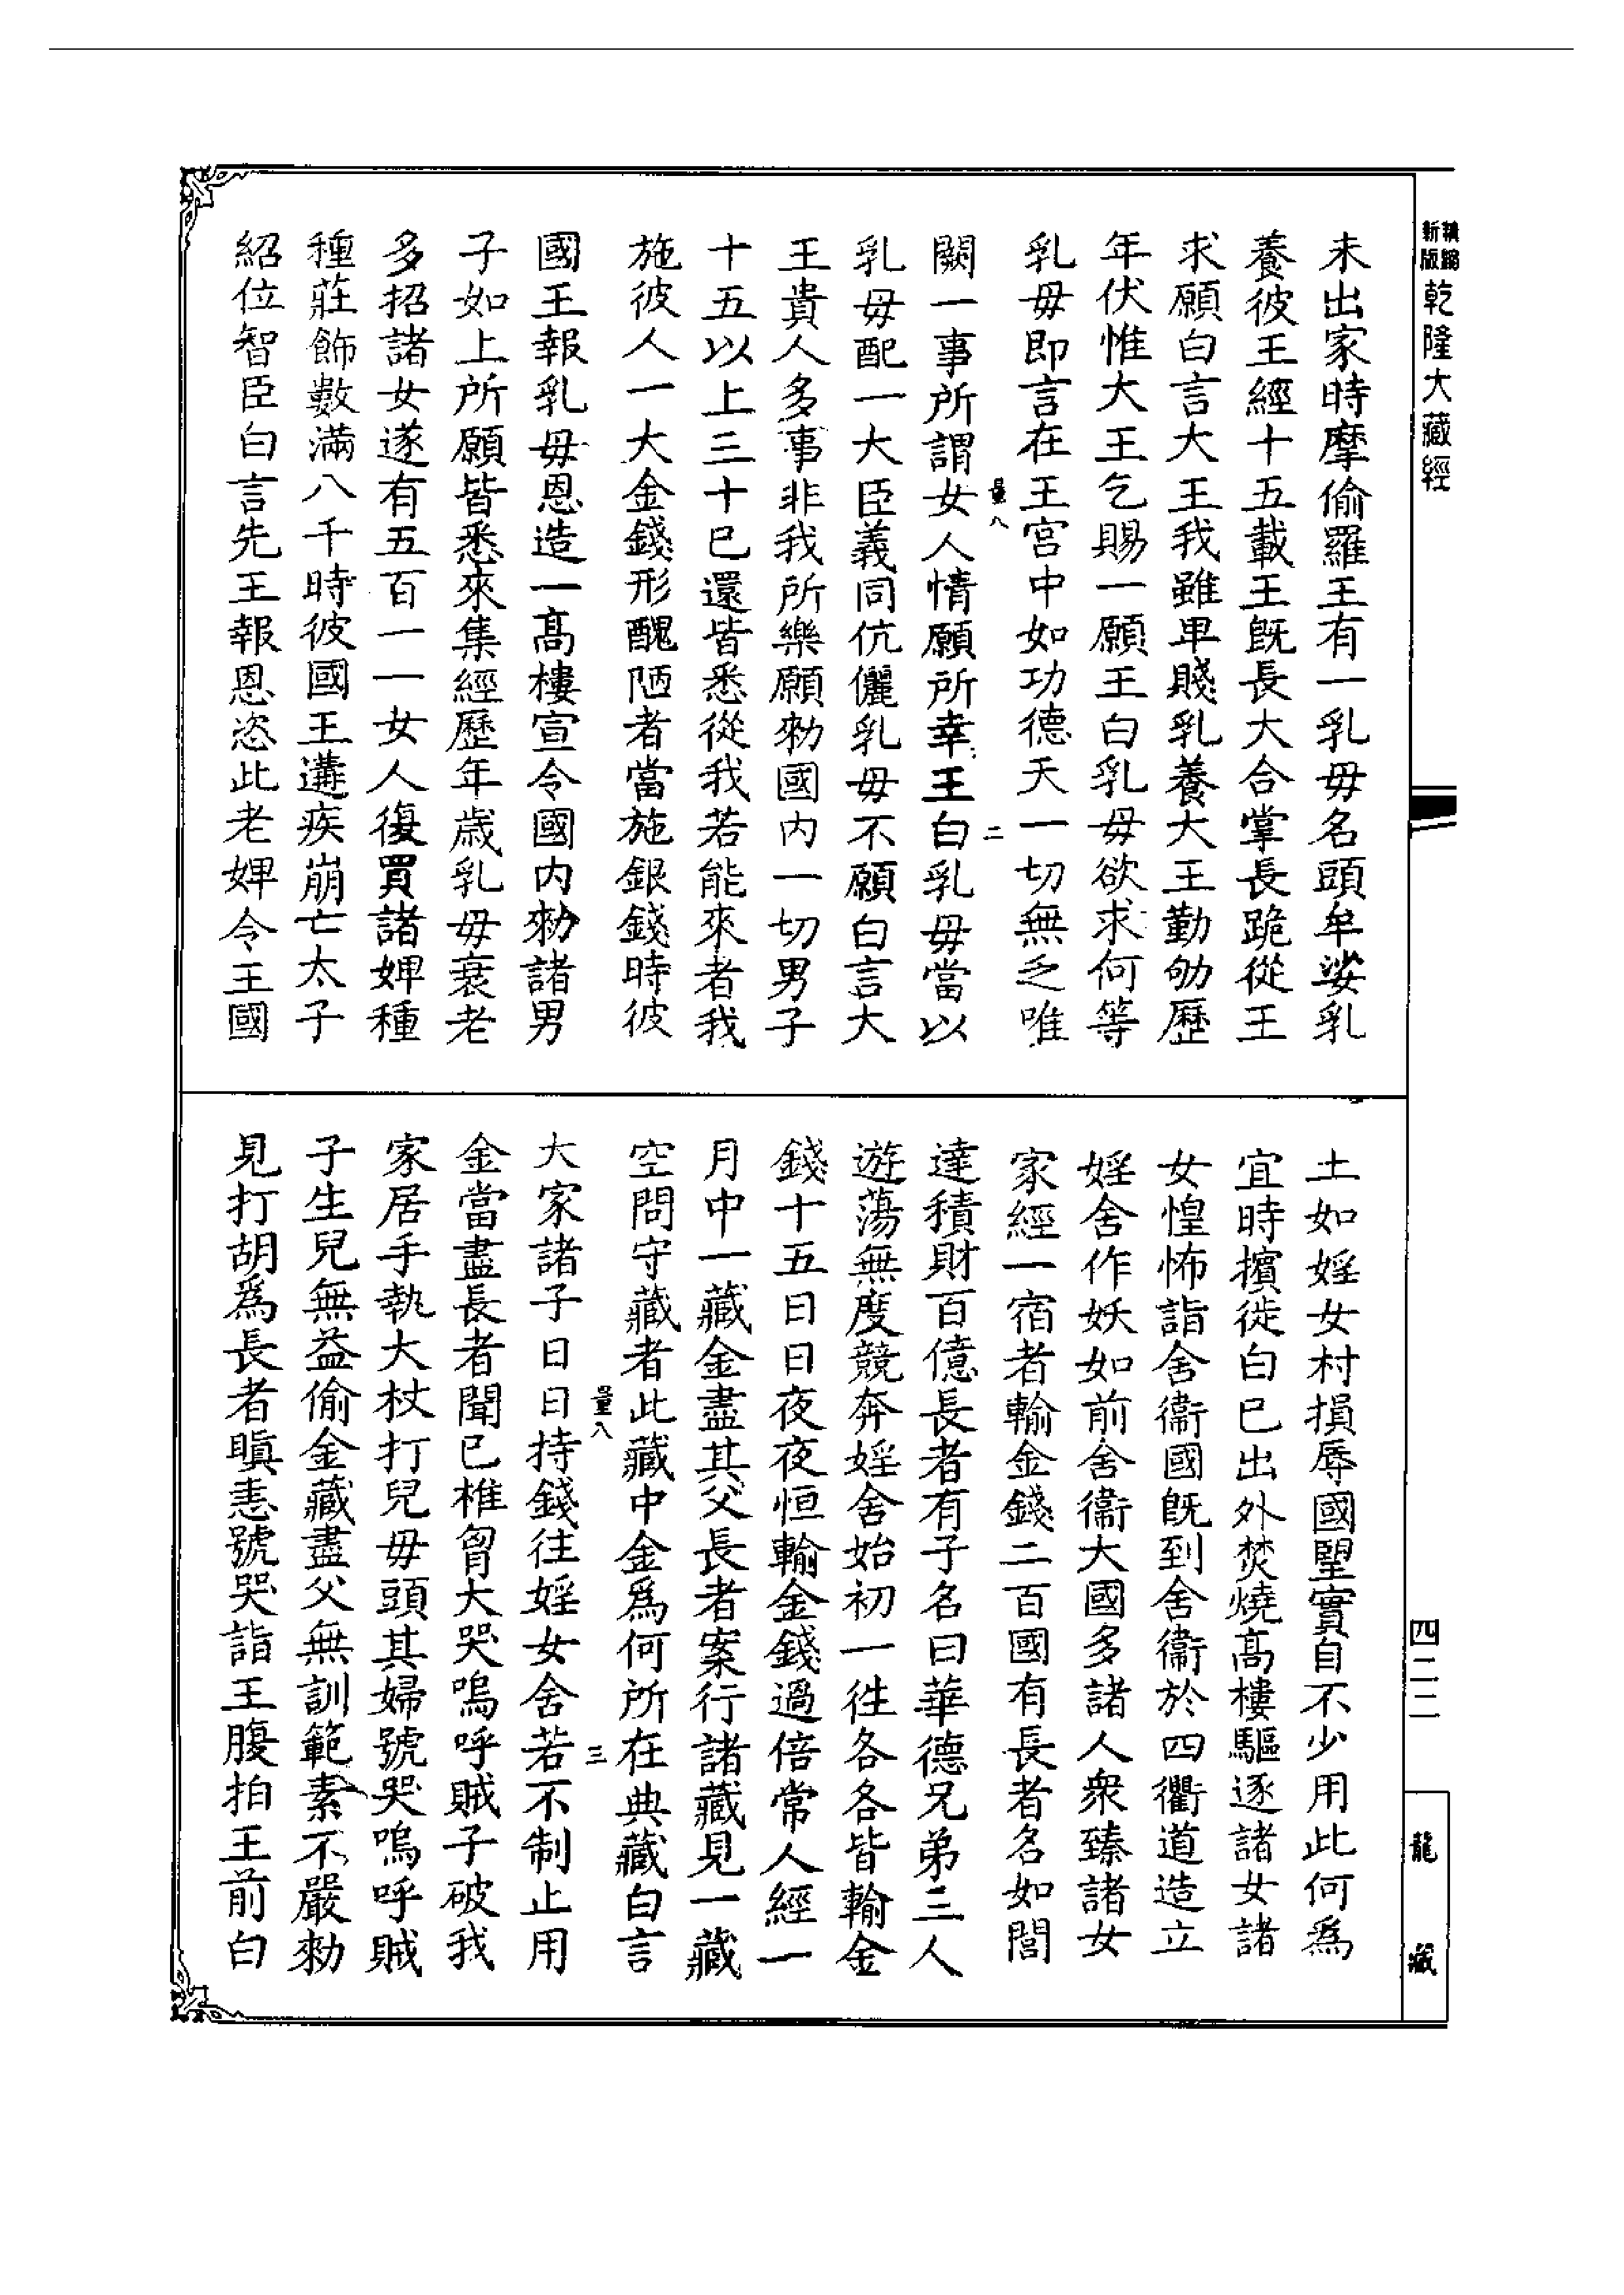 新版
乾隆大藏經
未出家時摩偷羅王有一乳母名頭牟娑乳
養彼王經十五載王旣長大合掌長跪從王
求願白言大王我雖卑賤乳養大王勤劬歷
年伏惟大王乞賜一願王白乳母欲求何等
乳母即言在王宮中如功德天一切無乏唯
量八
二
闕一事所謂女人情願所幸王白乳母當以
乳母配一大臣義同伉儷乳母不願白言大
王貴人多事非我所樂願勑國內一切男子
十五以上三十已還皆悉從我若能來者我
施彼人一大金錢形醜陋者當施銀錢時彼
國王報乳母恩造一高樓宣令國內勑諸男
子如上所願皆悉來集經歷年歲乳母衰老
多招諸女遂有五百一一女人復買諸婢種
種莊飾數滿八千時彼國王遘疾崩亡太子
紹位智臣白言先王報恩恣此老婢令王國
土如婬女村損辱國望實自不少用此何爲
宜時擯徙白已出外焚燒高樓驅逐諸女諸
女惶怖詣舍衞國旣到舍衞於四衢道造立
婬舍作妖如前舍衞大國多諸人衆臻諸女
家經一宿者輸金錢二百國有長者名如閻
達積財百億長者有子名曰華德兄弟三人
遊蕩無度競奔婬舍始初一徃各各皆輸金
錢十五日日夜夜恒輸金錢過倍常人經一
月中一藏金盡其父長者案行諸藏見一藏
空問守藏者此藏中金爲何所在典藏白言
量八
三
大家諸子日日持錢往婬女舍若不制止用
金當盡長者聞已椎胷大哭嗚呼賊子破我
家居手執大杖打兒母頭其婦號哭嗚呼賊
子生兒無益偷金藏盡父無訓範素不嚴勑
見打胡爲長者瞋恚號哭詣王腹拍王前白
四二二
龍藏